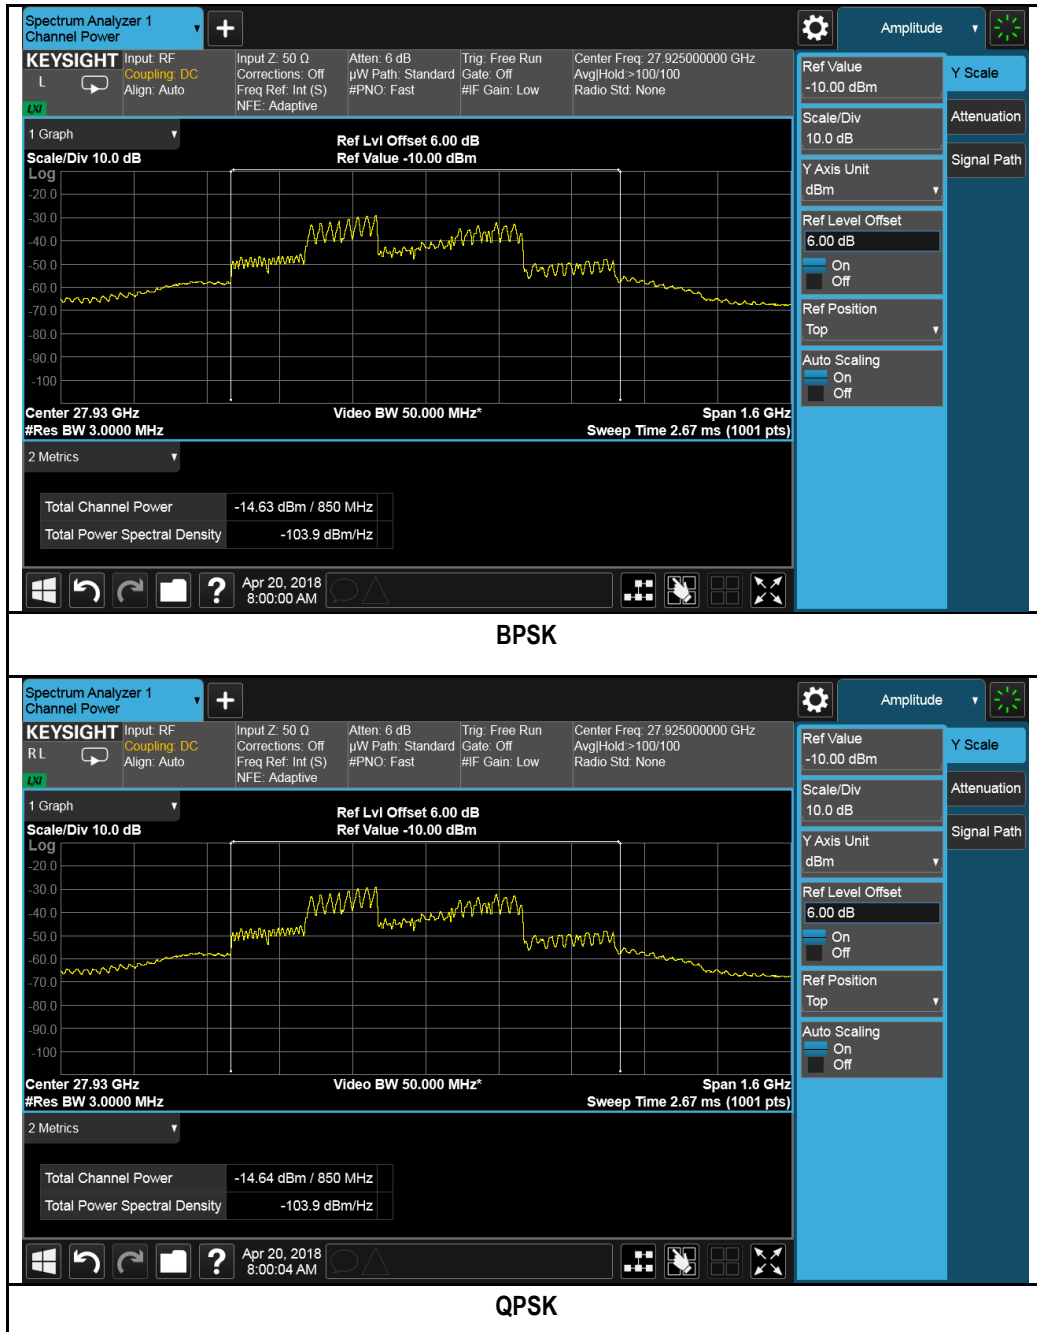 Spectrum Analyzer 1
Channel Power
Amplitude
KEYSIGHT
L
LXI
Input: RF
Coupling: DC
Align: Auto
Input Z: 50 Ω
Corrections: Off
Freq Ref: Int (S)
NFE: Adaptive
Atten: 6 dB
µW Path: Standard
#PNO: Fast
Trig: Free Run
Gate: Off
#IF Gain: Low
Center Freq: 27.925000000 GHz
Avg|Hold:>100/100
Radio Std: None
Ref Value
-10.00 dBm
Scale/Div
10.0 dB
Y Axis Unit
dBm
Ref Level Offset
6.00 dB
On
Off
Ref Position
Top
Auto Scaling
On
Off
Y Scale
Attenuation
Signal Path
1 Graph
Scale/Div 10.0 dB
Ref Lvl Offset 6.00 dB
Ref Value -10.00 dBm
Log
-20.0
-30.0
-40.0
-50.0
-60.0
-70.0
-80.0
-90.0
-100
Center 27.93 GHz
Video BW 50.000 MHz*
Span 1.6 GHz
#Res BW 3.0000 MHz
Sweep Time 2.67 ms (1001 pts)
2 Metrics
Total Channel Power -14.63 dBm / 850 MHz
Total Power Spectral Density -103.9 dBm/Hz
?
Apr 20, 2018
8:00:00 AM
BPSK
Spectrum Analyzer 1
Channel Power
Amplitude
KEYSIGHT
R L
LXI
Input: RF
Coupling: DC
Align: Auto
Input Z: 50 Ω
Corrections: Off
Freq Ref: Int (S)
NFE: Adaptive
Atten: 6 dB
µW Path: Standard
#PNO: Fast
Trig: Free Run
Gate: Off
#IF Gain: Low
Center Freq: 27.925000000 GHz
Avg|Hold:>100/100
Radio Std: None
Ref Value
-10.00 dBm
Scale/Div
10.0 dB
Y Axis Unit
dBm
Ref Level Offset
6.00 dB
On
Off
Ref Position
Top
Auto Scaling
On
Off
Y Scale
Attenuation
Signal Path
1 Graph
Scale/Div 10.0 dB
Ref Lvl Offset 6.00 dB
Ref Value -10.00 dBm
Log
-20.0
-30.0
-40.0
-50.0
-60.0
-70.0
-80.0
-90.0
-100
Center 27.93 GHz
Video BW 50.000 MHz*
Span 1.6 GHz
#Res BW 3.0000 MHz
Sweep Time 2.67 ms (1001 pts)
2 Metrics
Total Channel Power -14.64 dBm / 850 MHz
Total Power Spectral Density -103.9 dBm/Hz
?
Apr 20, 2018
8:00:04 AM
QPSK